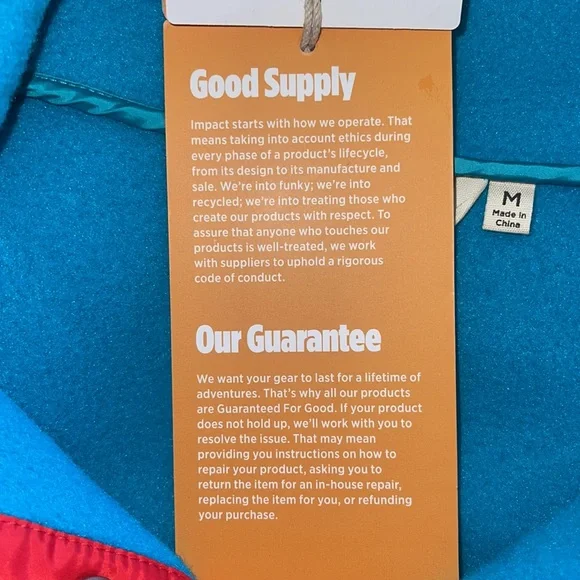 Good Supply
Impact starts with how we operate. That
means taking into account ethics during
every phase of a product's lifecycle,
from its design to its manufacture and
sale. We're into funky; we're into
recycled; we're into treating those who
create our products with respect. To
assure that anyone who touches our
products is well-treated, we work
with suppliers to uphold a rigorous
code of conduct.
Our Guarantee
We want your gear to last for a lifetime of
adventures. That's why all our products
are Guaranteed For Good. If your product
does not hold up, we'll work with you to
resolve the issue. That may mean
providing you instructions on how to
repair your product, asking you to
return the item for an in-house repair,
replacing the item for you, or refunding
your purchase.
M
Made in
China